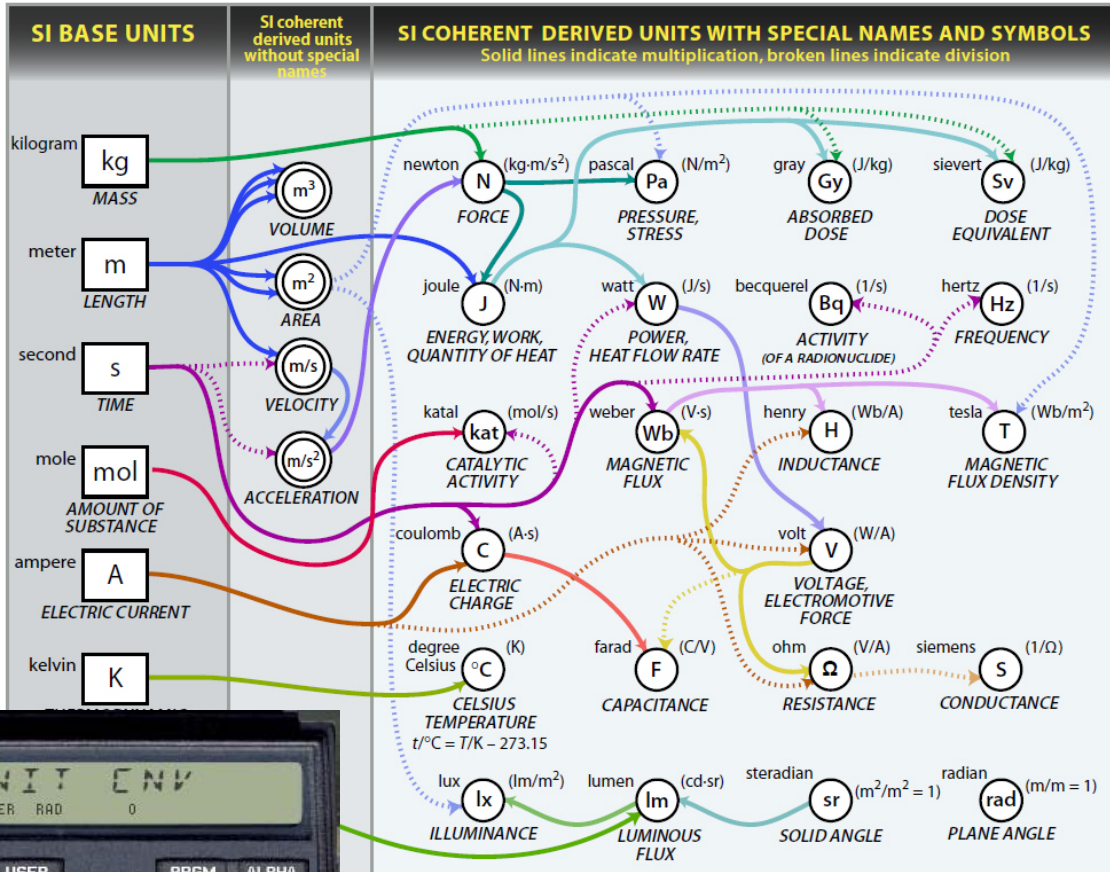 SI BASE UNITS
SI coherent
derived units
without special
names
SI COHERENT DERIVED UNITS WITH SPECIAL NAMES AND SYMBOLS
Solid lines indicate multiplication, broken lines indicate division
kilogram
kg
MASS
meter
m
LENGTH
second
s
TIME
mole
mol
AMOUNT OF
SUBSTANCE
ampere
A
ELECTRIC CURRENT
kelvin
K
m³
VOLUME
m²
AREA
m/s
VELOCITY
m/s²
ACCELERATION
newton
N
(kg·m/s²)
FORCE
pascal
Pa
(N/m²)
PRESSURE,
STRESS
gray
Gy
(J/kg)
ABSORBED
DOSE
sievert
Sv
(J/kg)
DOSE
EQUIVALENT
joule
J
(N·m)
ENERGY, WORK,
QUANTITY OF HEAT
watt
W
(J/s)
POWER,
HEAT FLOW RATE
becquerel
Bq
(1/s)
ACTIVITY
(OF A RADIONUCLIDE)
hertz
Hz
(1/s)
FREQUENCY
katal
kat
(mol/s)
CATALYTIC
ACTIVITY
weber
Wb
(V·s)
MAGNETIC
FLUX
henry
H
(Wb/A)
INDUCTANCE
tesla
T
(Wb/m²)
MAGNETIC
FLUX DENSITY
coulomb
C
(A·s)
ELECTRIC
CHARGE
volt
V
(W/A)
VOLTAGE,
ELECTROMOTIVE
FORCE
degree
Celsius
°C
(K)
CELSIUS
TEMPERATURE
t/°C = T/K – 273.15
farad
F
(C/V)
CAPACITANCE
ohm
Ω
(V/A)
RESISTANCE
siemens
S
(1/Ω)
CONDUCTANCE
lux
lx
(lm/m²)
ILLUMINANCE
lumen
lm
(cd·sr)
LUMINOUS
FLUX
steradian
sr
(m²/m² = 1)
SOLID ANGLE
radian
rad
(m/m = 1)
PLANE ANGLE
NIT ENV
ER RAD 0
USER
PRGM ALPHA